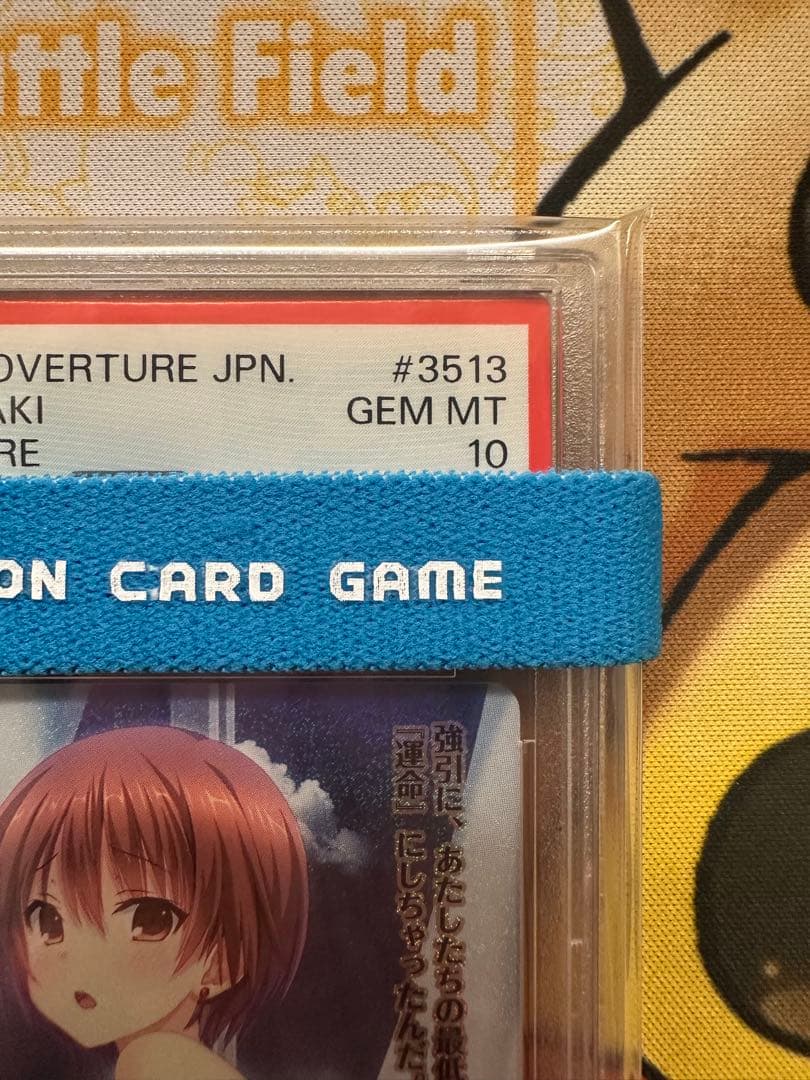 ttle Field
OVERTURE JPN. #3513
AKI GEM MT
RE 10
ON CARD GAME
強引に、あたしたちの最低
『運命』にしちゃったんだ。